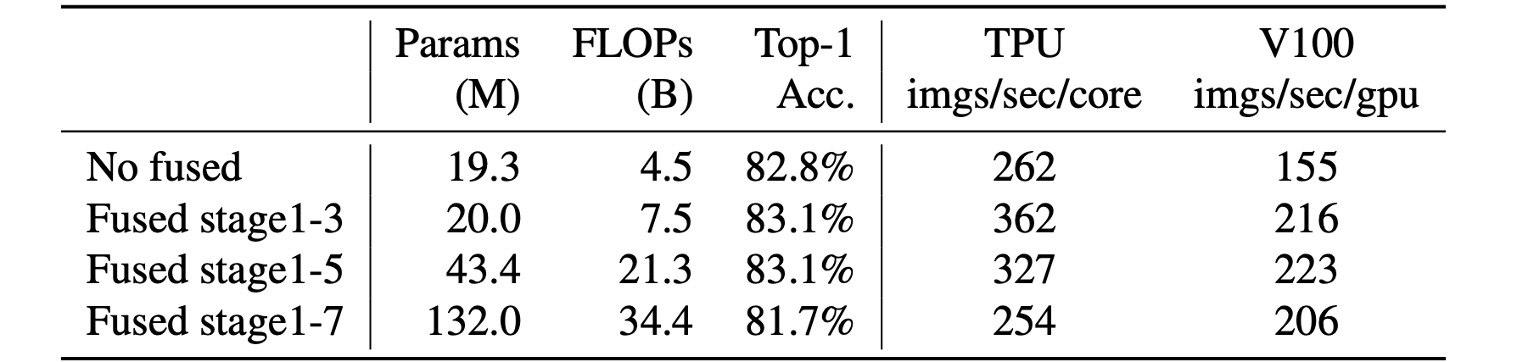 Params FLOPs Top-1 TPU V100
(M) (B) Acc. imgs/sec/core imgs/sec/gpu
No fused 19.3 4.5 82.8% 262 155
Fused stage1-3 20.0 7.5 83.1% 362 216
Fused stage1-5 43.4 21.3 83.1% 327 223
Fused stage1-7 132.0 34.4 81.7% 254 206